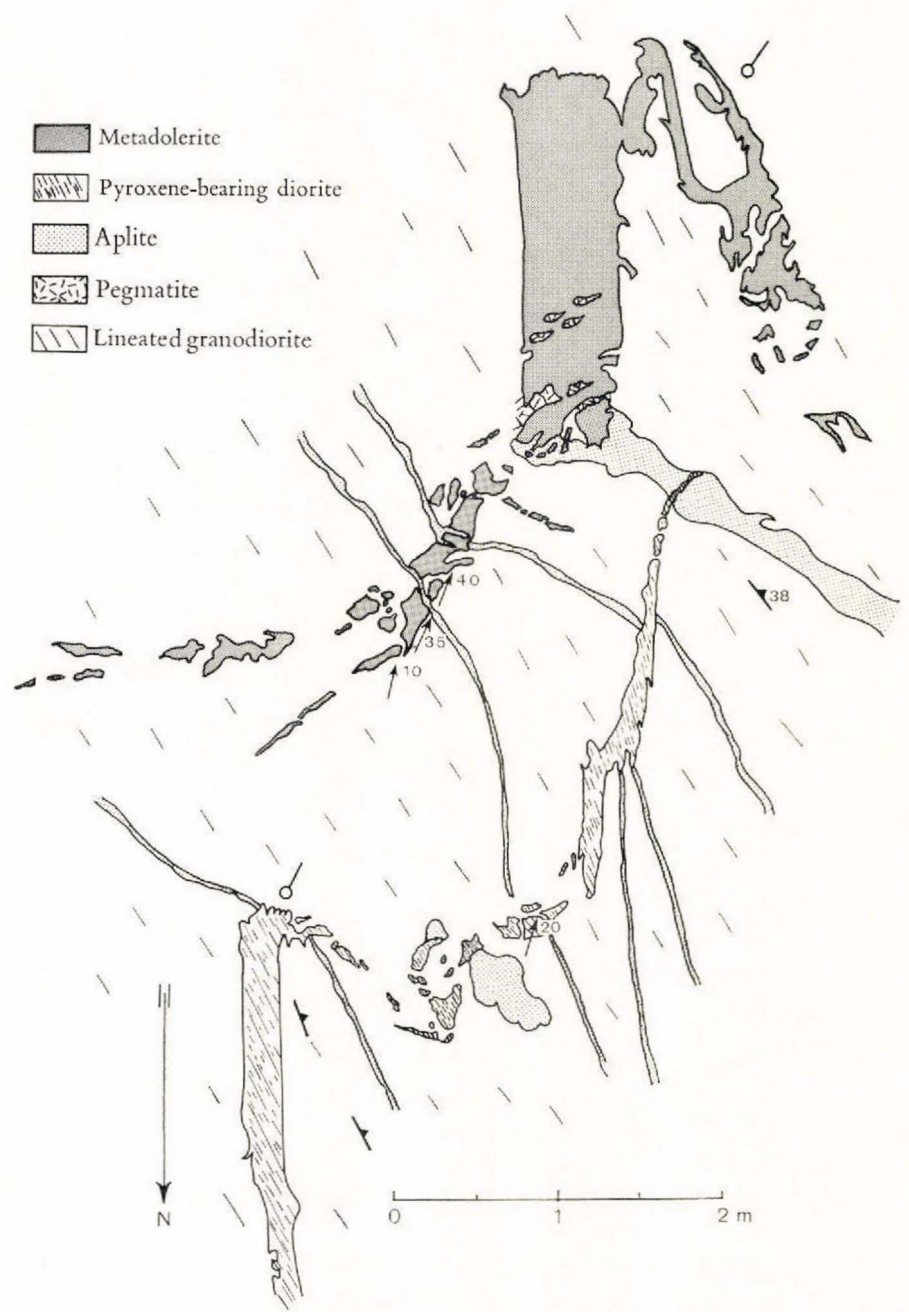 Metadolerite
Pyroxene-bearing diorite
Aplite
Pegmatite
Lineated granodiorite
40
38
35
10
20
N
0 1 2 m